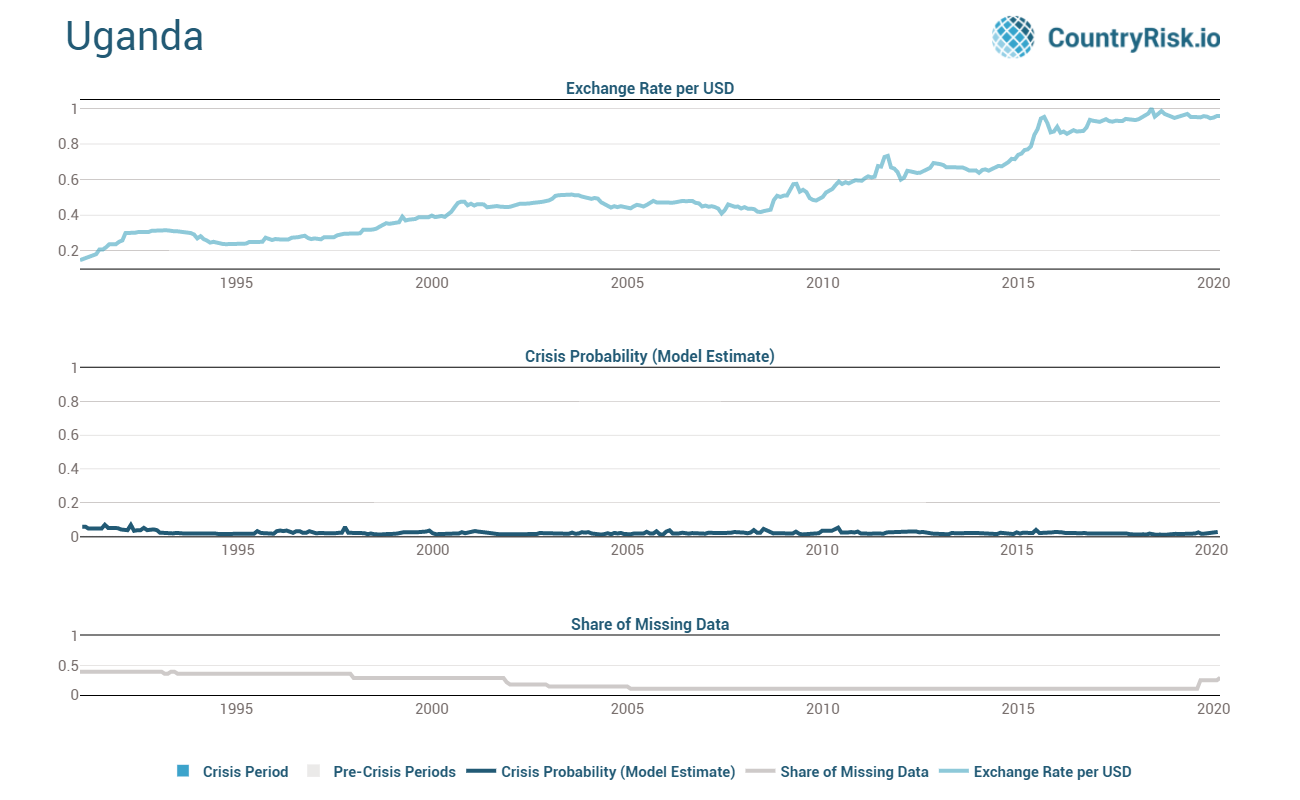 Uganda
CountryRisk.io
Exchange Rate per USD
1
0.8
0.6
0.4
0.2
1995 2000 2005 2010 2015 2020
Crisis Probability (Model Estimate)
1
0.8
0.6
0.4
0.2
0
1995 2000 2005 2010 2015 2020
Share of Missing Data
1
0.5
0
1995 2000 2005 2010 2015 2020
Crisis Period Pre-Crisis Periods Crisis Probability (Model Estimate) Share of Missing Data Exchange Rate per USD